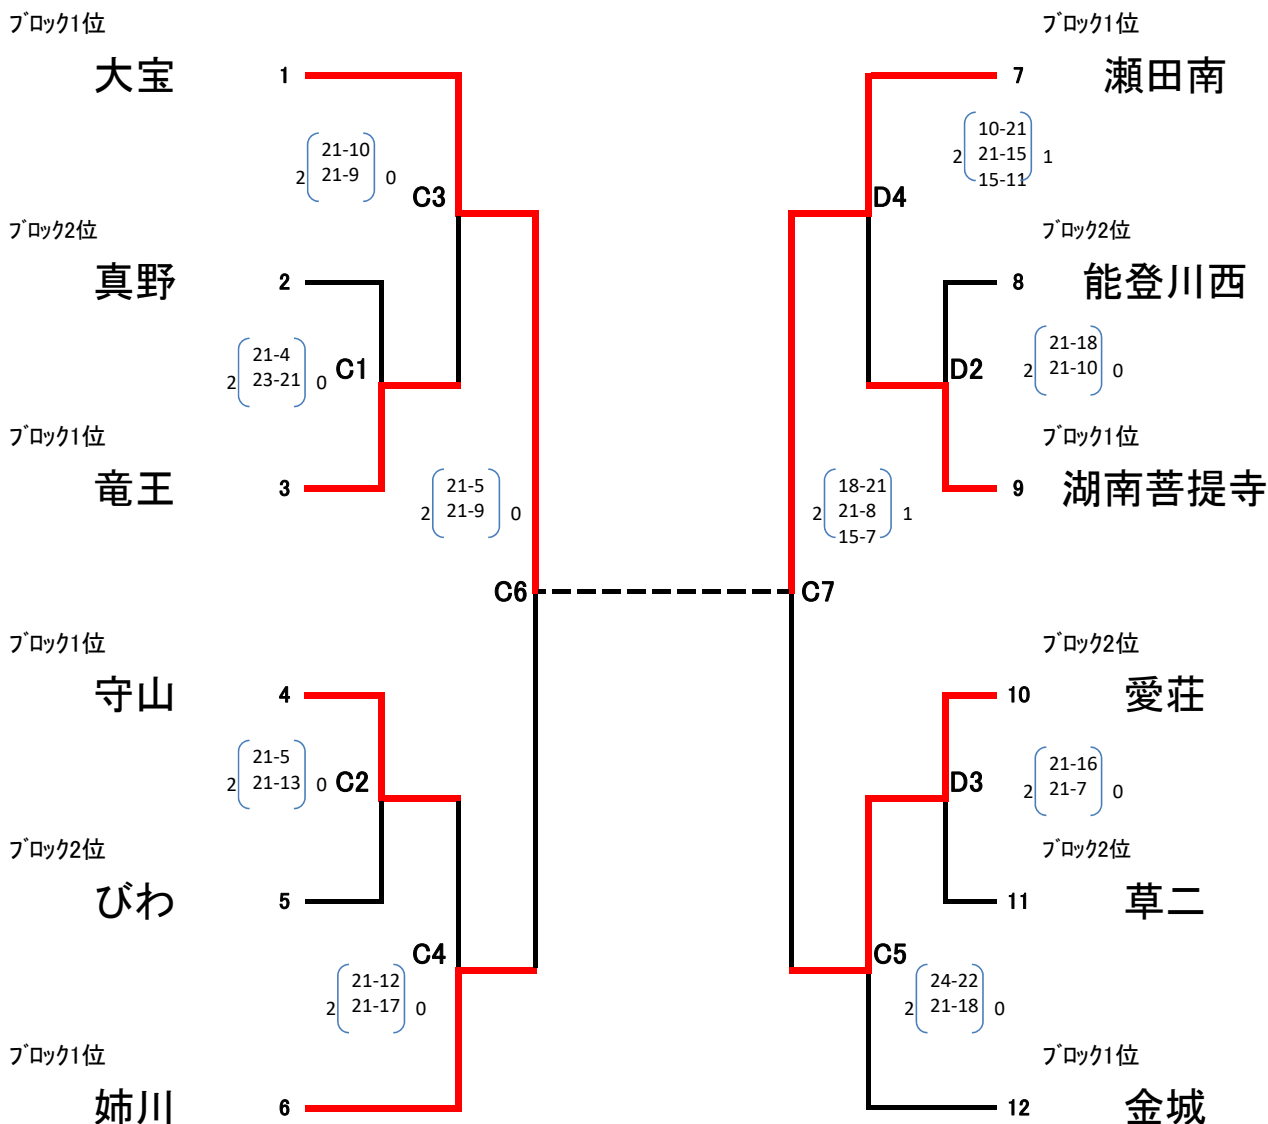 ブロック1位
大宝 1
2 21-10 0
21-9
C3
ブロック2位
真野 2
2 21-4 0
23-21
C1
ブロック1位
竜王 3
2 21-5 0
21-9
C6
ブロック1位
守山 4
2 21-5 0
21-13
C2
ブロック2位
びわ 5
C4
2 21-12 0
21-17
ブロック1位
姉川 6
ブロック1位
7 瀬田南
10-21
2 21-15 1
15-11
D4
ブロック2位
8 能登川西
D2
2 21-18 0
21-10
ブロック1位
9 湖南菩提寺
18-21
2 21-8 1
15-7
C7
ブロック2位
10 愛荘
D3
2 21-16 0
21-7
ブロック2位
11 草二
C5
2 24-22 0
21-18
ブロック1位
12 金城